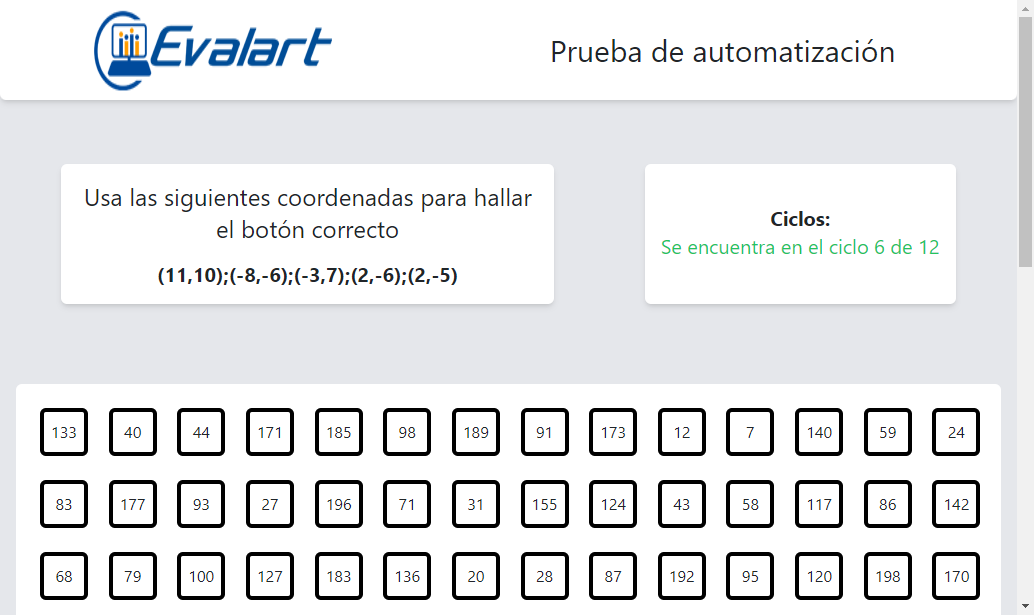 Evalart
Prueba de automatización
Usa las siguientes coordenadas para hallar
el botón correcto
(11,10);(-8,-6);(-3,7);(2,-6);(2,-5)
Ciclos:
Se encuentra en el ciclo 6 de 12
133 40 44 171 185 98 189 91 173 12 7 140 59 24
83 177 93 27 196 71 31 155 124 43 58 117 86 142
68 79 100 127 183 136 20 28 87 192 95 120 198 170